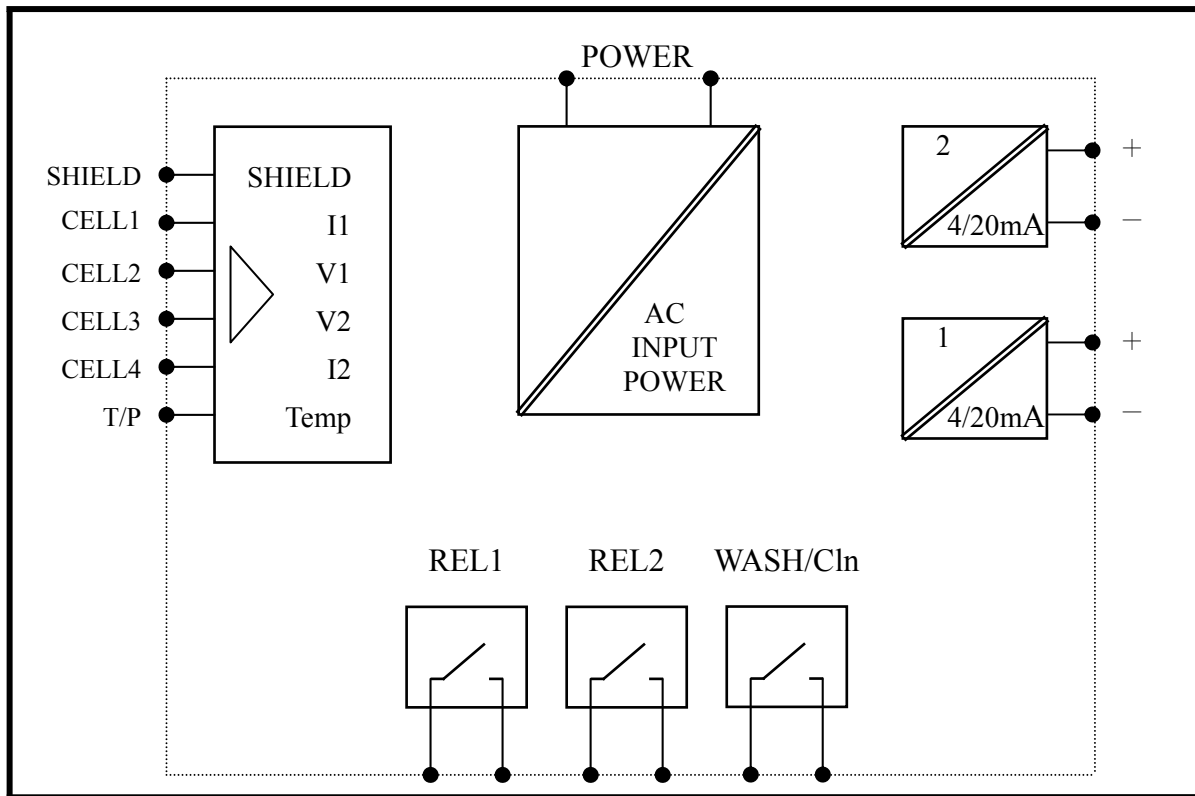 POWER
SHIELD
CELL1
CELL2
CELL3
CELL4
T/P
SHIELD
I1
V1
V2
I2
Temp
AC
INPUT
POWER
2
4/20mA
+
−
1
4/20mA
+
−
REL1
REL2
WASH/Cln